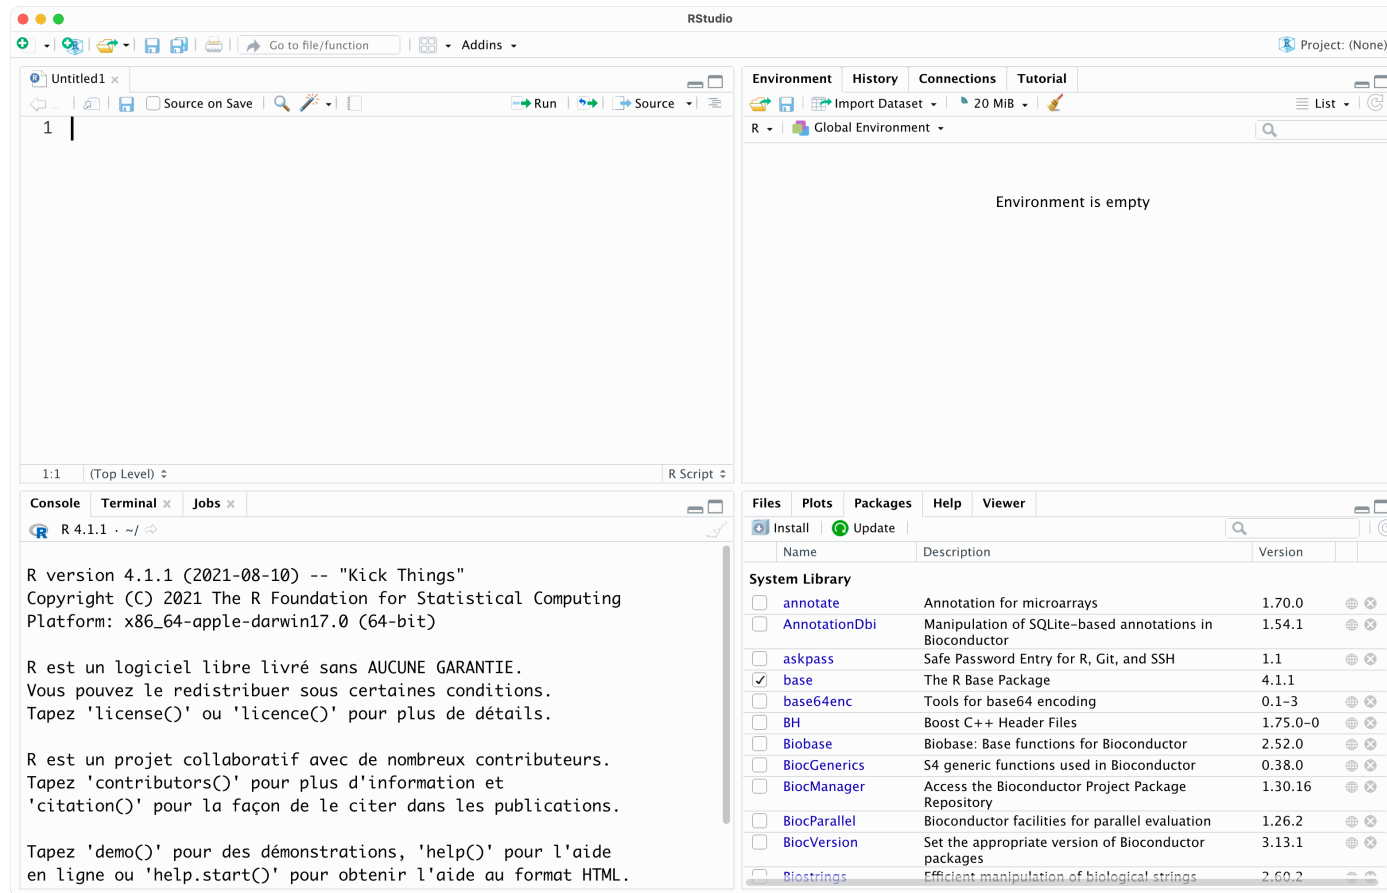 RStudio
Go to file/function Addins Project: (None)
Untitled1
Source on Save Run Source
1
1:1 (Top Level) R Script
Environment History Connections Tutorial
Import Dataset 20 MiB List
R Global Environment
Environment is empty
Console Terminal Jobs
R 4.1.1 · ~/
R version 4.1.1 (2021-08-10) -- "Kick Things"
Copyright (C) 2021 The R Foundation for Statistical Computing
Platform: x86_64-apple-darwin17.0 (64-bit)
R est un logiciel libre livré sans AUCUNE GARANTIE.
Vous pouvez le redistribuer sous certaines conditions.
Tapez 'license()' ou 'licence()' pour plus de détails.
R est un projet collaboratif avec de nombreux contributeurs.
Tapez 'contributors()' pour plus d'information et
'citation()' pour la façon de le citer dans les publications.
Tapez 'demo()' pour des démonstrations, 'help()' pour l'aide
en ligne ou 'help.start()' pour obtenir l'aide au format HTML.
Files Plots Packages Help Viewer
Install Update
Name Description Version
System Library
annotate Annotation for microarrays 1.70.0
AnnotationDbi Manipulation of SQLite-based annotations in 1.54.1
Bioconductor
askpass Safe Password Entry for R, Git, and SSH 1.1
base The R Base Package 4.1.1
base64enc Tools for base64 encoding 0.1-3
BH Boost C++ Header Files 1.75.0-0
Biobase Biobase: Base functions for Bioconductor 2.52.0
BiocGenerics S4 generic functions used in Bioconductor 0.38.0
BiocManager Access the Bioconductor Project Package 1.30.16
Repository
BiocParallel Bioconductor facilities for parallel evaluation 1.26.2
BiocVersion Set the appropriate version of Bioconductor 3.13.1
packages
Biostrings Efficient manipulation of biological strings 2.60.2